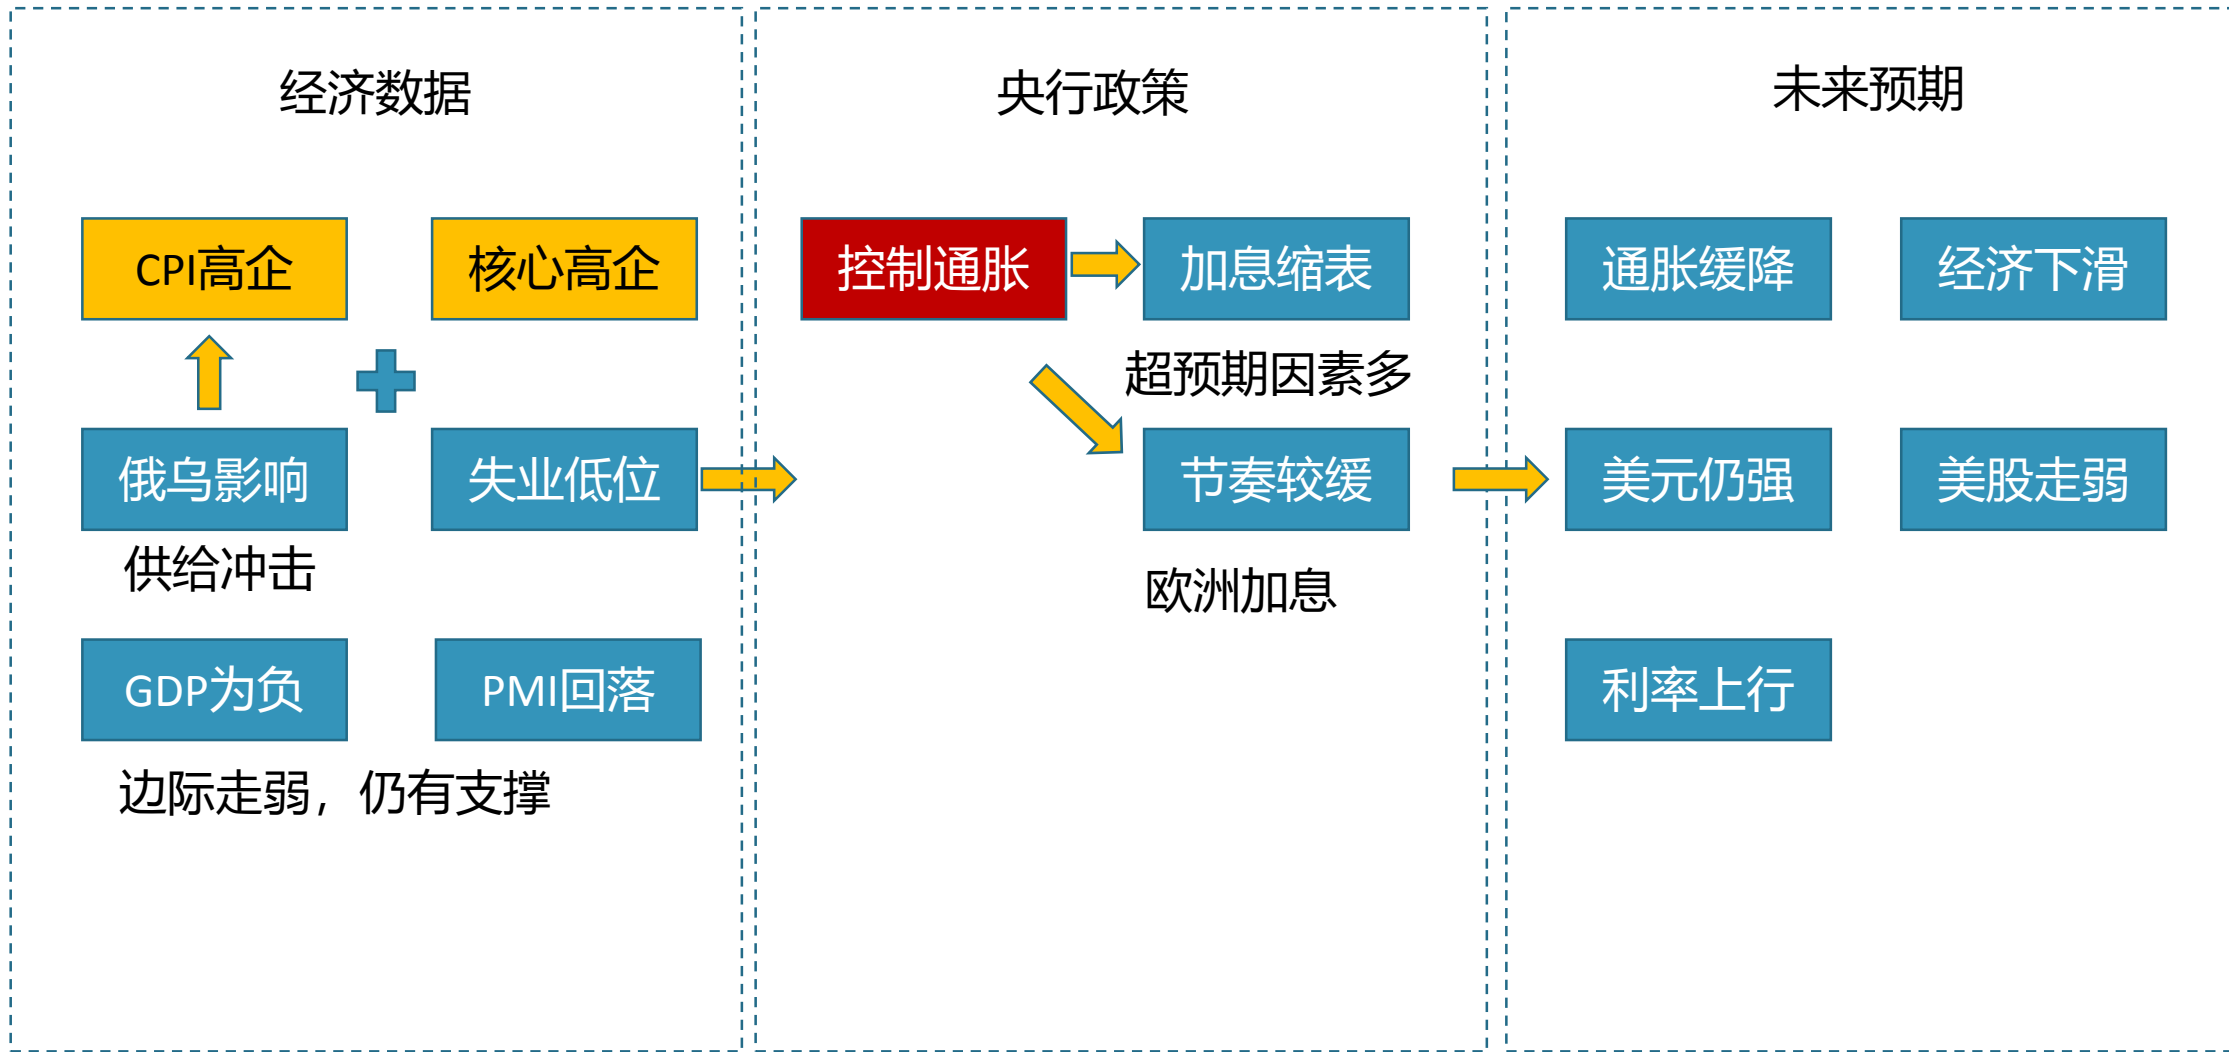 经济数据
CPI高企
核心高企
俄乌影响
失业低位
供给冲击
GDP为负
PMI回落
边际走弱，仍有支撑
央行政策
控制通胀
加息缩表
超预期因素多
节奏较缓
欧洲加息
未来预期
通胀缓降
经济下滑
美元仍强
美股走弱
利率上行